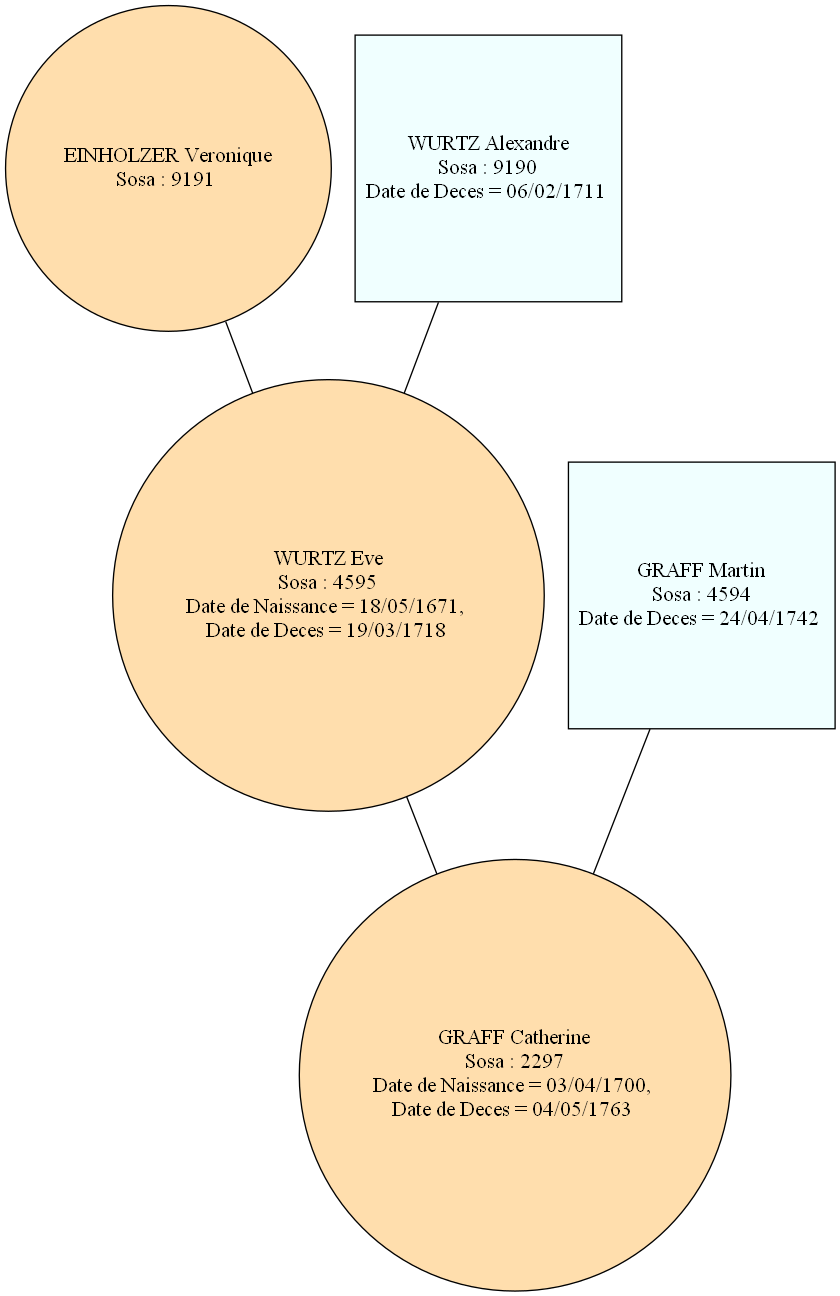 EINHOLZER Veronique
Sosa : 9191
WURTZ Alexandre
Sosa : 9190
Date de Deces = 06/02/1711
WURTZ Eve
Sosa : 4595
Date de Naissance = 18/05/1671,
Date de Deces = 19/03/1718
GRAFF Martin
Sosa : 4594
Date de Deces = 24/04/1742
GRAFF Catherine
Sosa : 2297
Date de Naissance = 03/04/1700,
Date de Deces = 04/05/1763